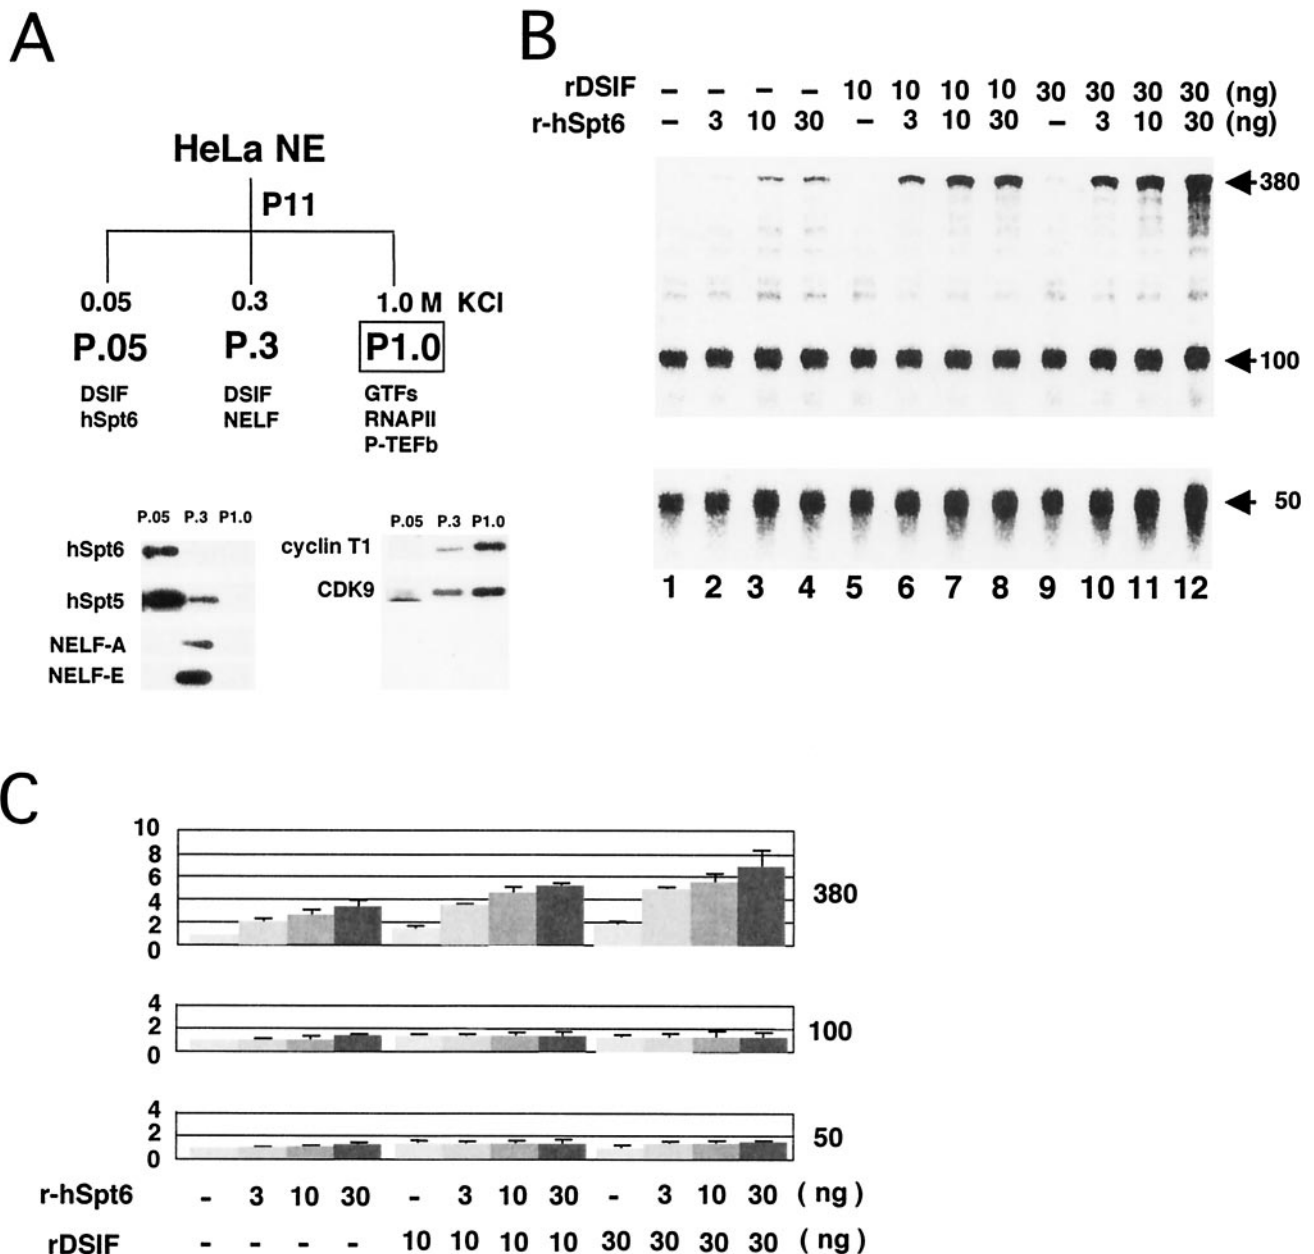 A
HeLa NE
P11
0.05 0.3 1.0 M KCl
P.05 P.3 P1.0
DSIF DSIF GTFs
hSpt6 NELF RNAPII
P-TEFb
P.05 P.3 P1.0
hSpt6
hSpt5
NELF-A
NELF-E
P.05 P.3 P1.0
cyclin T1
CDK9
B
rDSIF - - - - 10 10 10 10 30 30 30 30 (ng)
r-hSpt6 - 3 10 30 - 3 10 30 - 3 10 30 (ng)
380
100
50
1 2 3 4 5 6 7 8 9 10 11 12
C
10
8
6
4
2
0
380
4
2
0
100
4
2
0
50
r-hSpt6 - 3 10 30 - 3 10 30 - 3 10 30 ( ng )
rDSIF - - - - 10 10 10 10 30 30 30 30 ( ng )